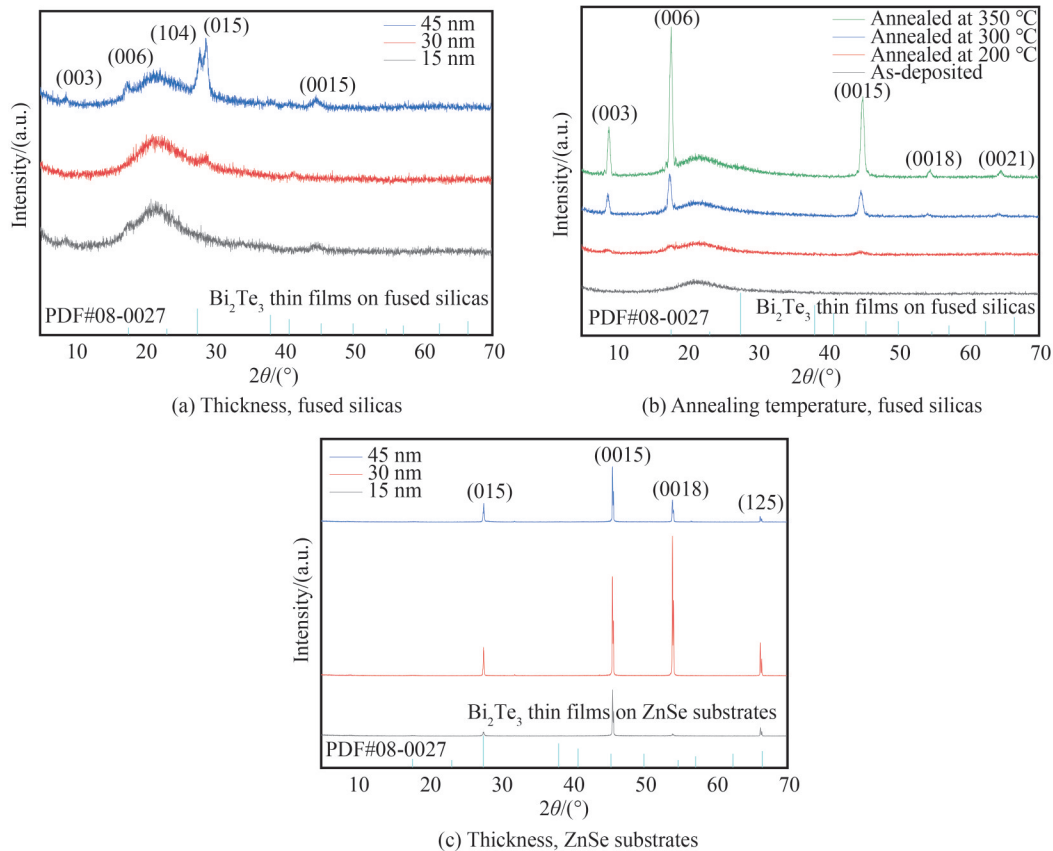 45 nm
30 nm
15 nm
(003)
(006)
(104)
(015)
(0015)
Intensity/(a.u.)
Bi₂Te₃ thin films on fused silicas
PDF#08-0027
10 20 30 40 50 60 70
2θ/(°)
(a) Thickness, fused silicas
Annealed at 350 °C
Annealed at 300 °C
Annealed at 200 °C
As-deposited
(003)
(006)
(0015)
(0018)
(0021)
Intensity/(a.u.)
Bi₂Te₃ thin films on fused silicas
PDF#08-0027
10 20 30 40 50 60 70
2θ/(°)
(b) Annealing temperature, fused silicas
45 nm
30 nm
15 nm
(015)
(0015)
(0018)
(125)
Intensity/(a.u.)
Bi₂Te₃ thin films on ZnSe substrates
PDF#08-0027
10 20 30 40 50 60 70
2θ/(°)
(c) Thickness, ZnSe substrates